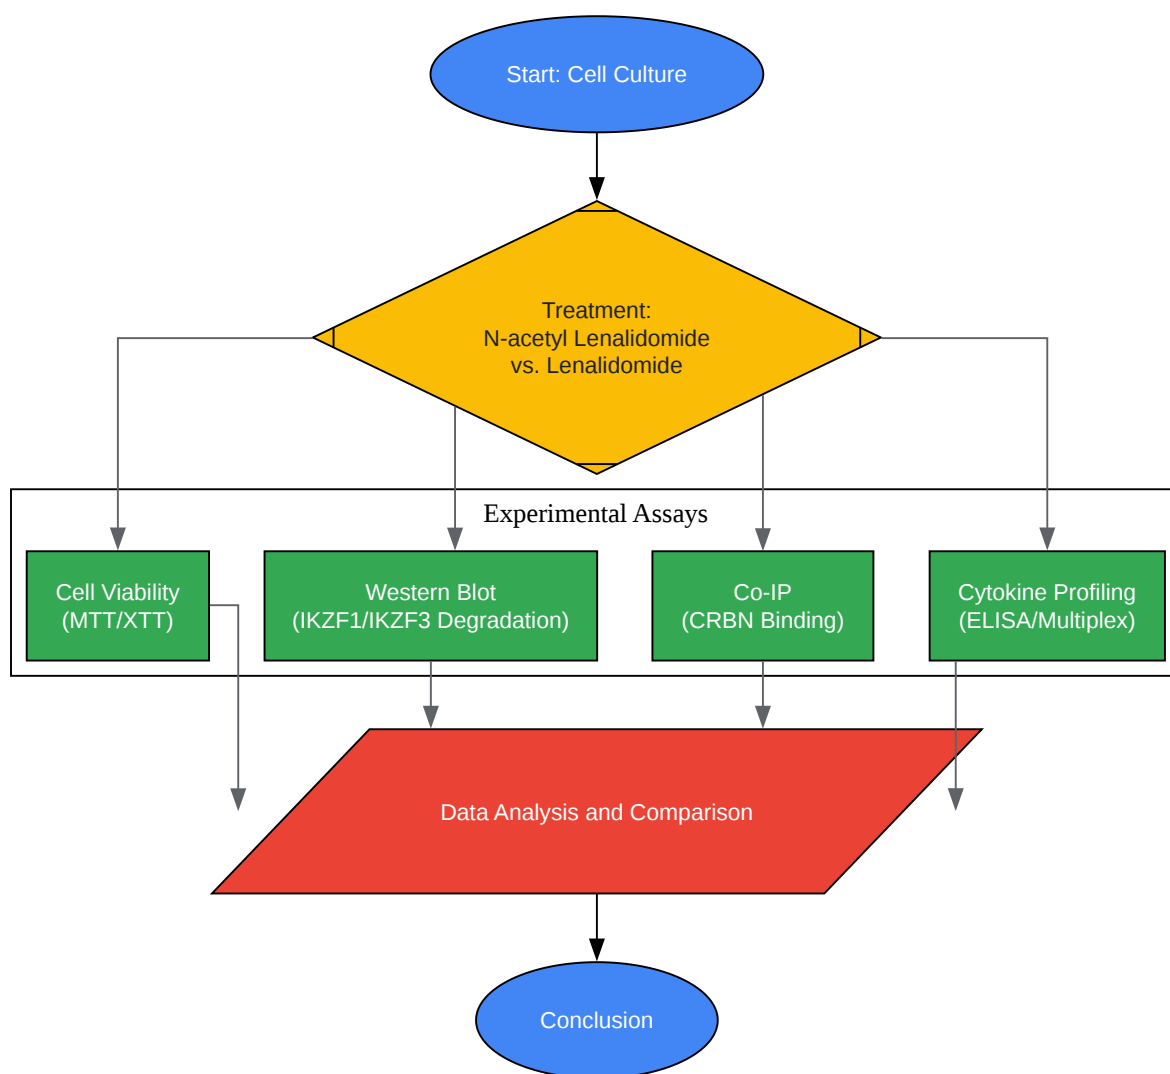 Start: Cell Culture
Treatment:
N-acetyl Lenalidomide
vs. Lenalidomide
Experimental Assays
Cell Viability
(MTT/XTT)
Western Blot
(IKZF1/IKZF3 Degradation)
Co-IP
(CRBN Binding)
Cytokine Profiling
(ELISA/Multiplex)
Data Analysis and Comparison
Conclusion